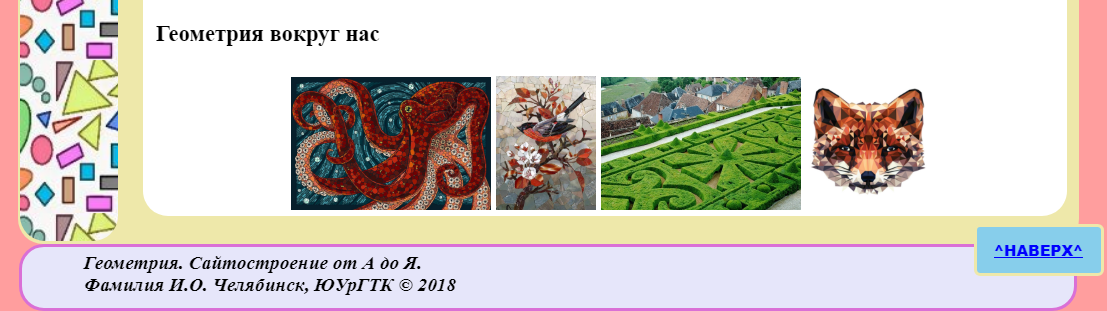 Геометрия вокруг нас
^НАВЕРХ^
Геометрия. Сайтостроение от А до Я.
Фамилия И.О. Челябинск, ЮУрГТК © 2018